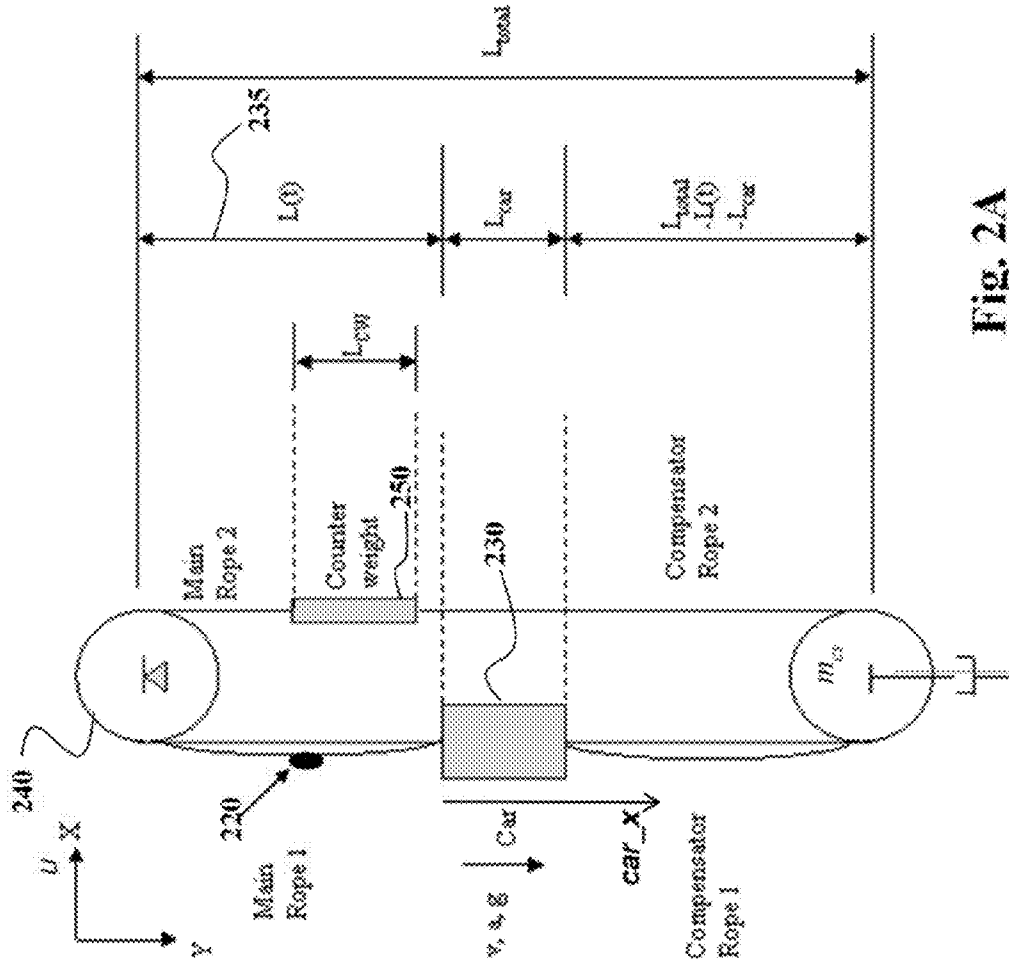 240
υ
X
Y
220
Main
Rope 1
Main
Rope 2
Counter
weight
250
L_CW
235
L(t)
L_total
v, a, g
Car
car_x
230
L_car
Compensator
Rope 1
Compensator
Rope 2
m_cs
L_total
-L(t)
-L_car
Fig. 2A